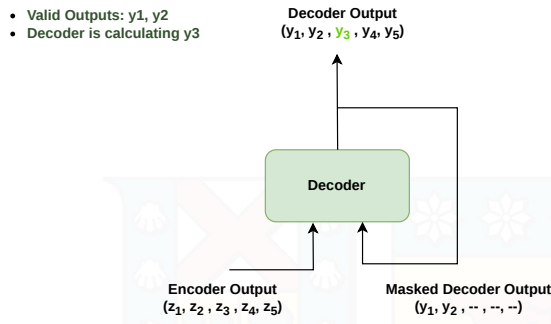 • Valid Outputs: y1, y2
• Decoder is calculating y3
Decoder Output
(y₁, y₂ , y₃ , y₄, y₅)
Decoder
Encoder Output
(z₁, z₂ , z₃ , z₄, z₅)
Masked Decoder Output
(y₁, y₂ , -- , --, --)